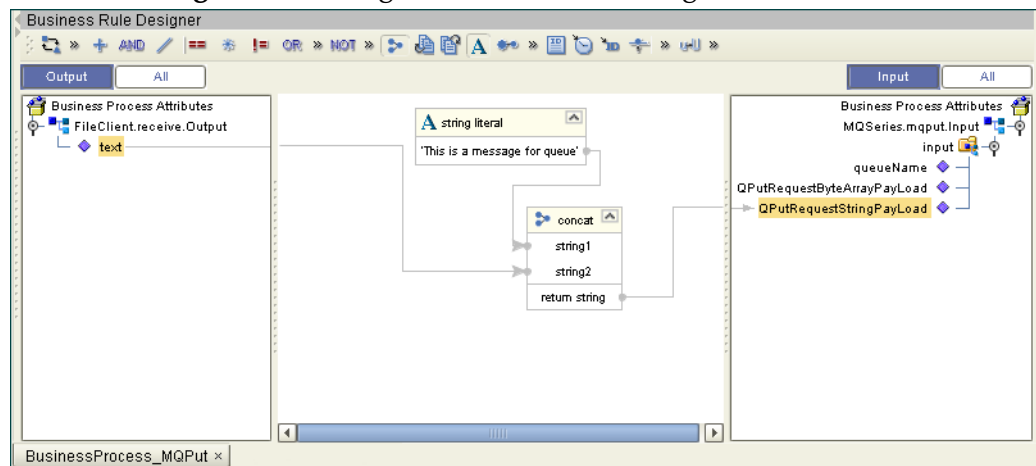 Business Rule Designer
» + AND / == != OR » NOT » A » » »
Output All Input All
Business Process Attributes
FileClient.receive.Output
text
A string literal
'This is a message for queue'
concat
string1
string2
return string
Business Process Attributes
MQSeries.mqput.Input
input
queueName
QPutRequestByteArrayPayLoad
QPutRequestStringPayLoad
BusinessProcess_MQPut ×